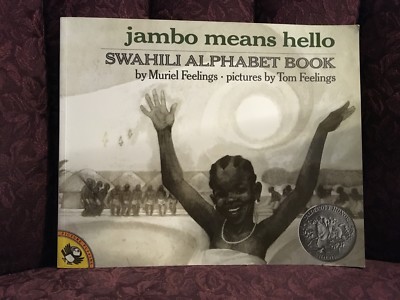 jambo means hello
SWAHILI ALPHABET BOOK
by Muriel Feelings · pictures by Tom Feelings